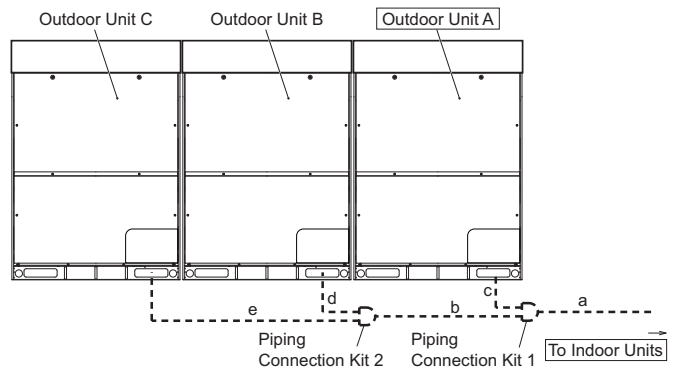 Outdoor Unit C
Outdoor Unit B
Outdoor Unit A
c
a
d
b
e
Piping
Connection Kit 2
Piping
Connection Kit 1
To Indoor Units